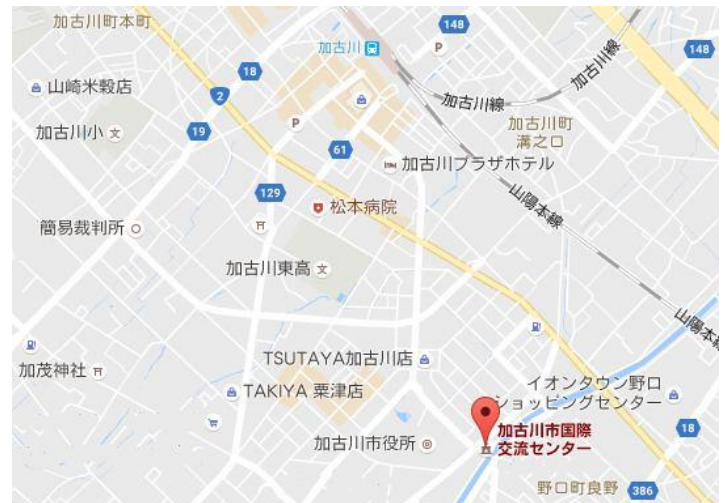 加古川町本町
148
加古川
P
148
18
加古川線
加古川線
山崎米穀店
2
加古川町
溝之口
加古川小 文
19
P
61
加古川プラザホテル
129
松本病院
山陽本線
簡易裁判所
加古川東高 文
山陽本線
TSUTAYA加古川店
加茂神社
イオンタウン野口
ショッピングセンター
TAKIYA 粟津店
加古川市国際
交流センター
18
加古川市役所
野口町良野
386